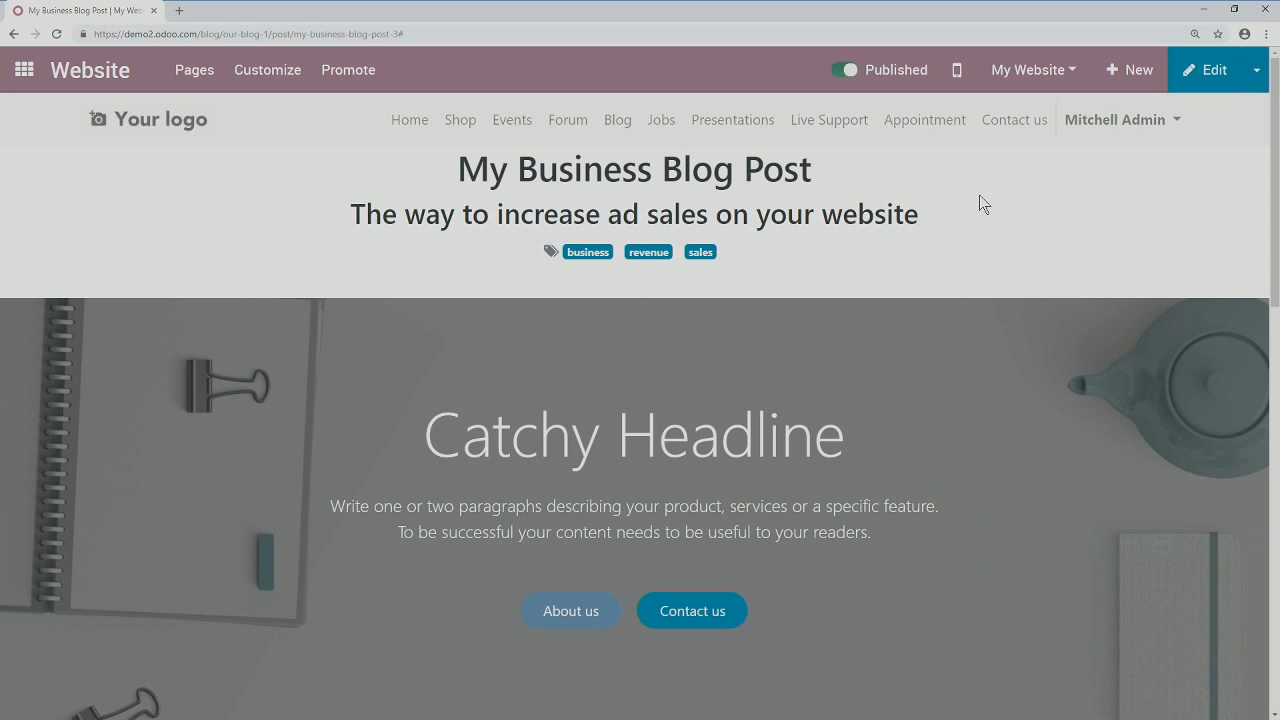 My Business Blog Post | My Web
https://demo2.odoo.com/blog/our-blog-1/post/my-business-blog-post-3#
Website Pages Customize Promote Published My Website New Edit
Your logo Home Shop Events Forum Blog Jobs Presentations Live Support Appointment Contact us Mitchell Admin
My Business Blog Post
The way to increase ad sales on your website
business revenue sales
Catchy Headline
Write one or two paragraphs describing your product, services or a specific feature.
To be successful your content needs to be useful to your readers.
About us Contact us